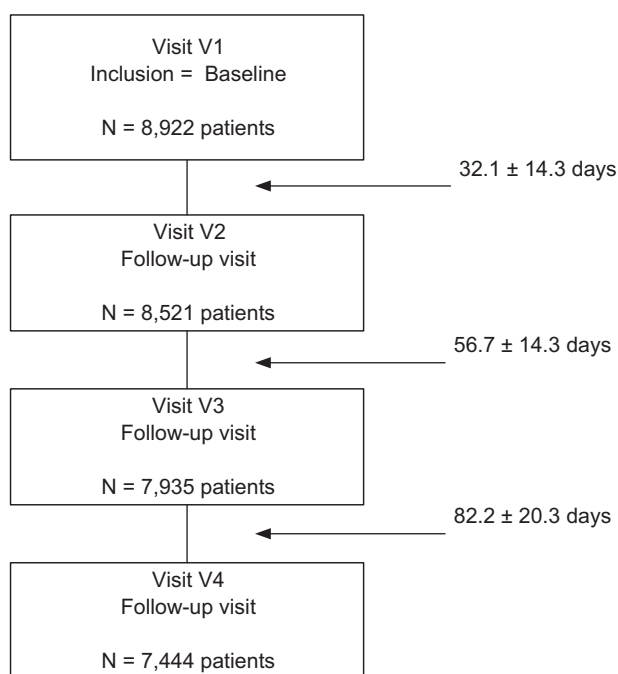 Visit V1
Inclusion = Baseline
N = 8,922 patients
32.1 ± 14.3 days
Visit V2
Follow-up visit
N = 8,521 patients
56.7 ± 14.3 days
Visit V3
Follow-up visit
N = 7,935 patients
82.2 ± 20.3 days
Visit V4
Follow-up visit
N = 7,444 patients